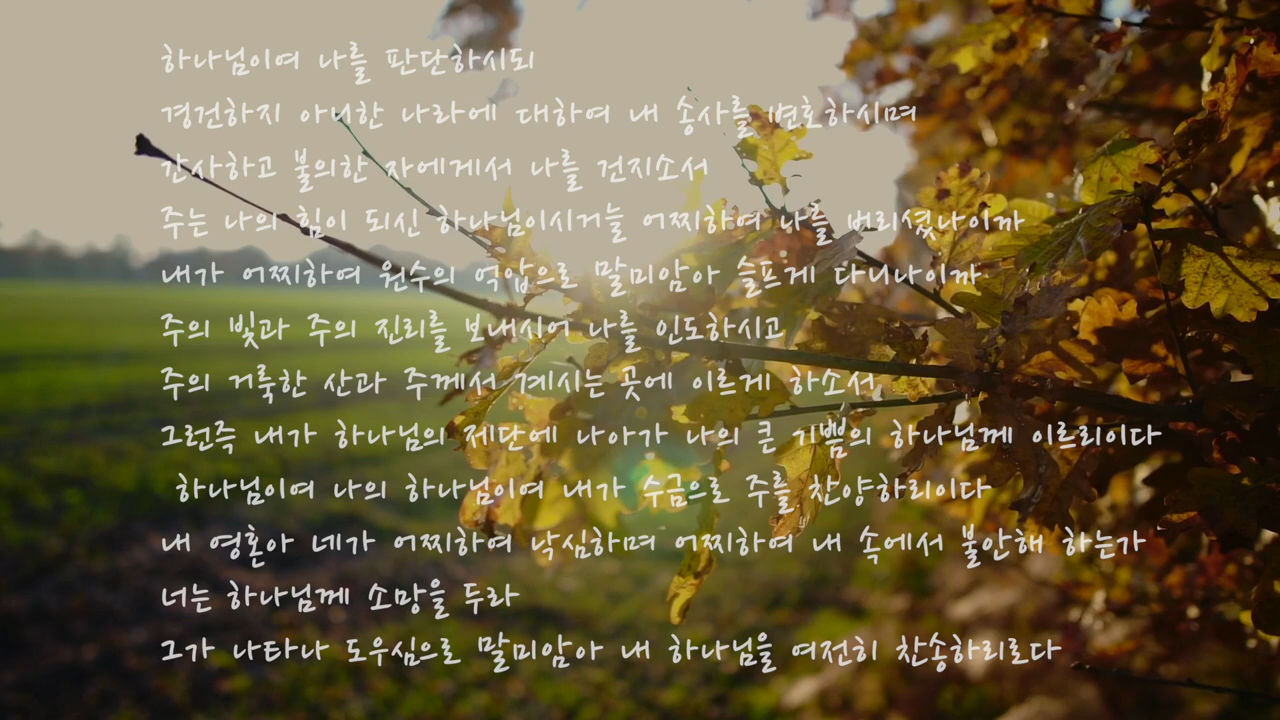 하나님이여 나를 판단하시되
경건하지 아니한 나라에 대하여 내 송사를 변호하시며
간사하고 불의한 자에게서 나를 건지소서
주는 나의 힘이 되신 하나님이시거늘 어찌하여 나를 버리셨나이까
내가 어찌하여 원수의 억압으로 말미암아 슬프게 다니나이까
주의 빛과 주의 진리를 보내시어 나를 인도하시고
주의 거룩한 산과 주께서 계시는 곳에 이르게 하소서
그런즉 내가 하나님의 제단에 나아가 나의 큰 기쁨의 하나님께 이르리이다
하나님이여 나의 하나님이여 내가 수금으로 주를 찬양하리이다
내 영혼아 네가 어찌하여 낙심하며 어찌하여 내 속에서 불안해 하는가
너는 하나님께 소망을 두라
그가 나타나 도우심으로 말미암아 내 하나님을 여전히 찬송하리로다